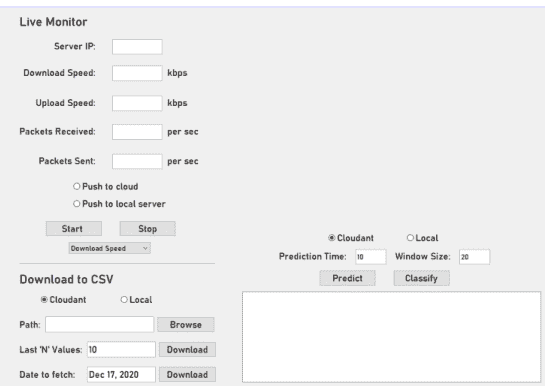 Live Monitor
Server IP:
Download Speed: kbps
Upload Speed: kbps
Packets Received: per sec
Packets Sent: per sec
Push to cloud
Push to local server
Start Stop
Download Speed
Download to CSV
Cloudant Local
Path: Browse
Last 'N' Values: 10 Download
Date to fetch: Dec 17, 2020 Download
Cloudant Local
Prediction Time: 10 Window Size: 20
Predict Classify